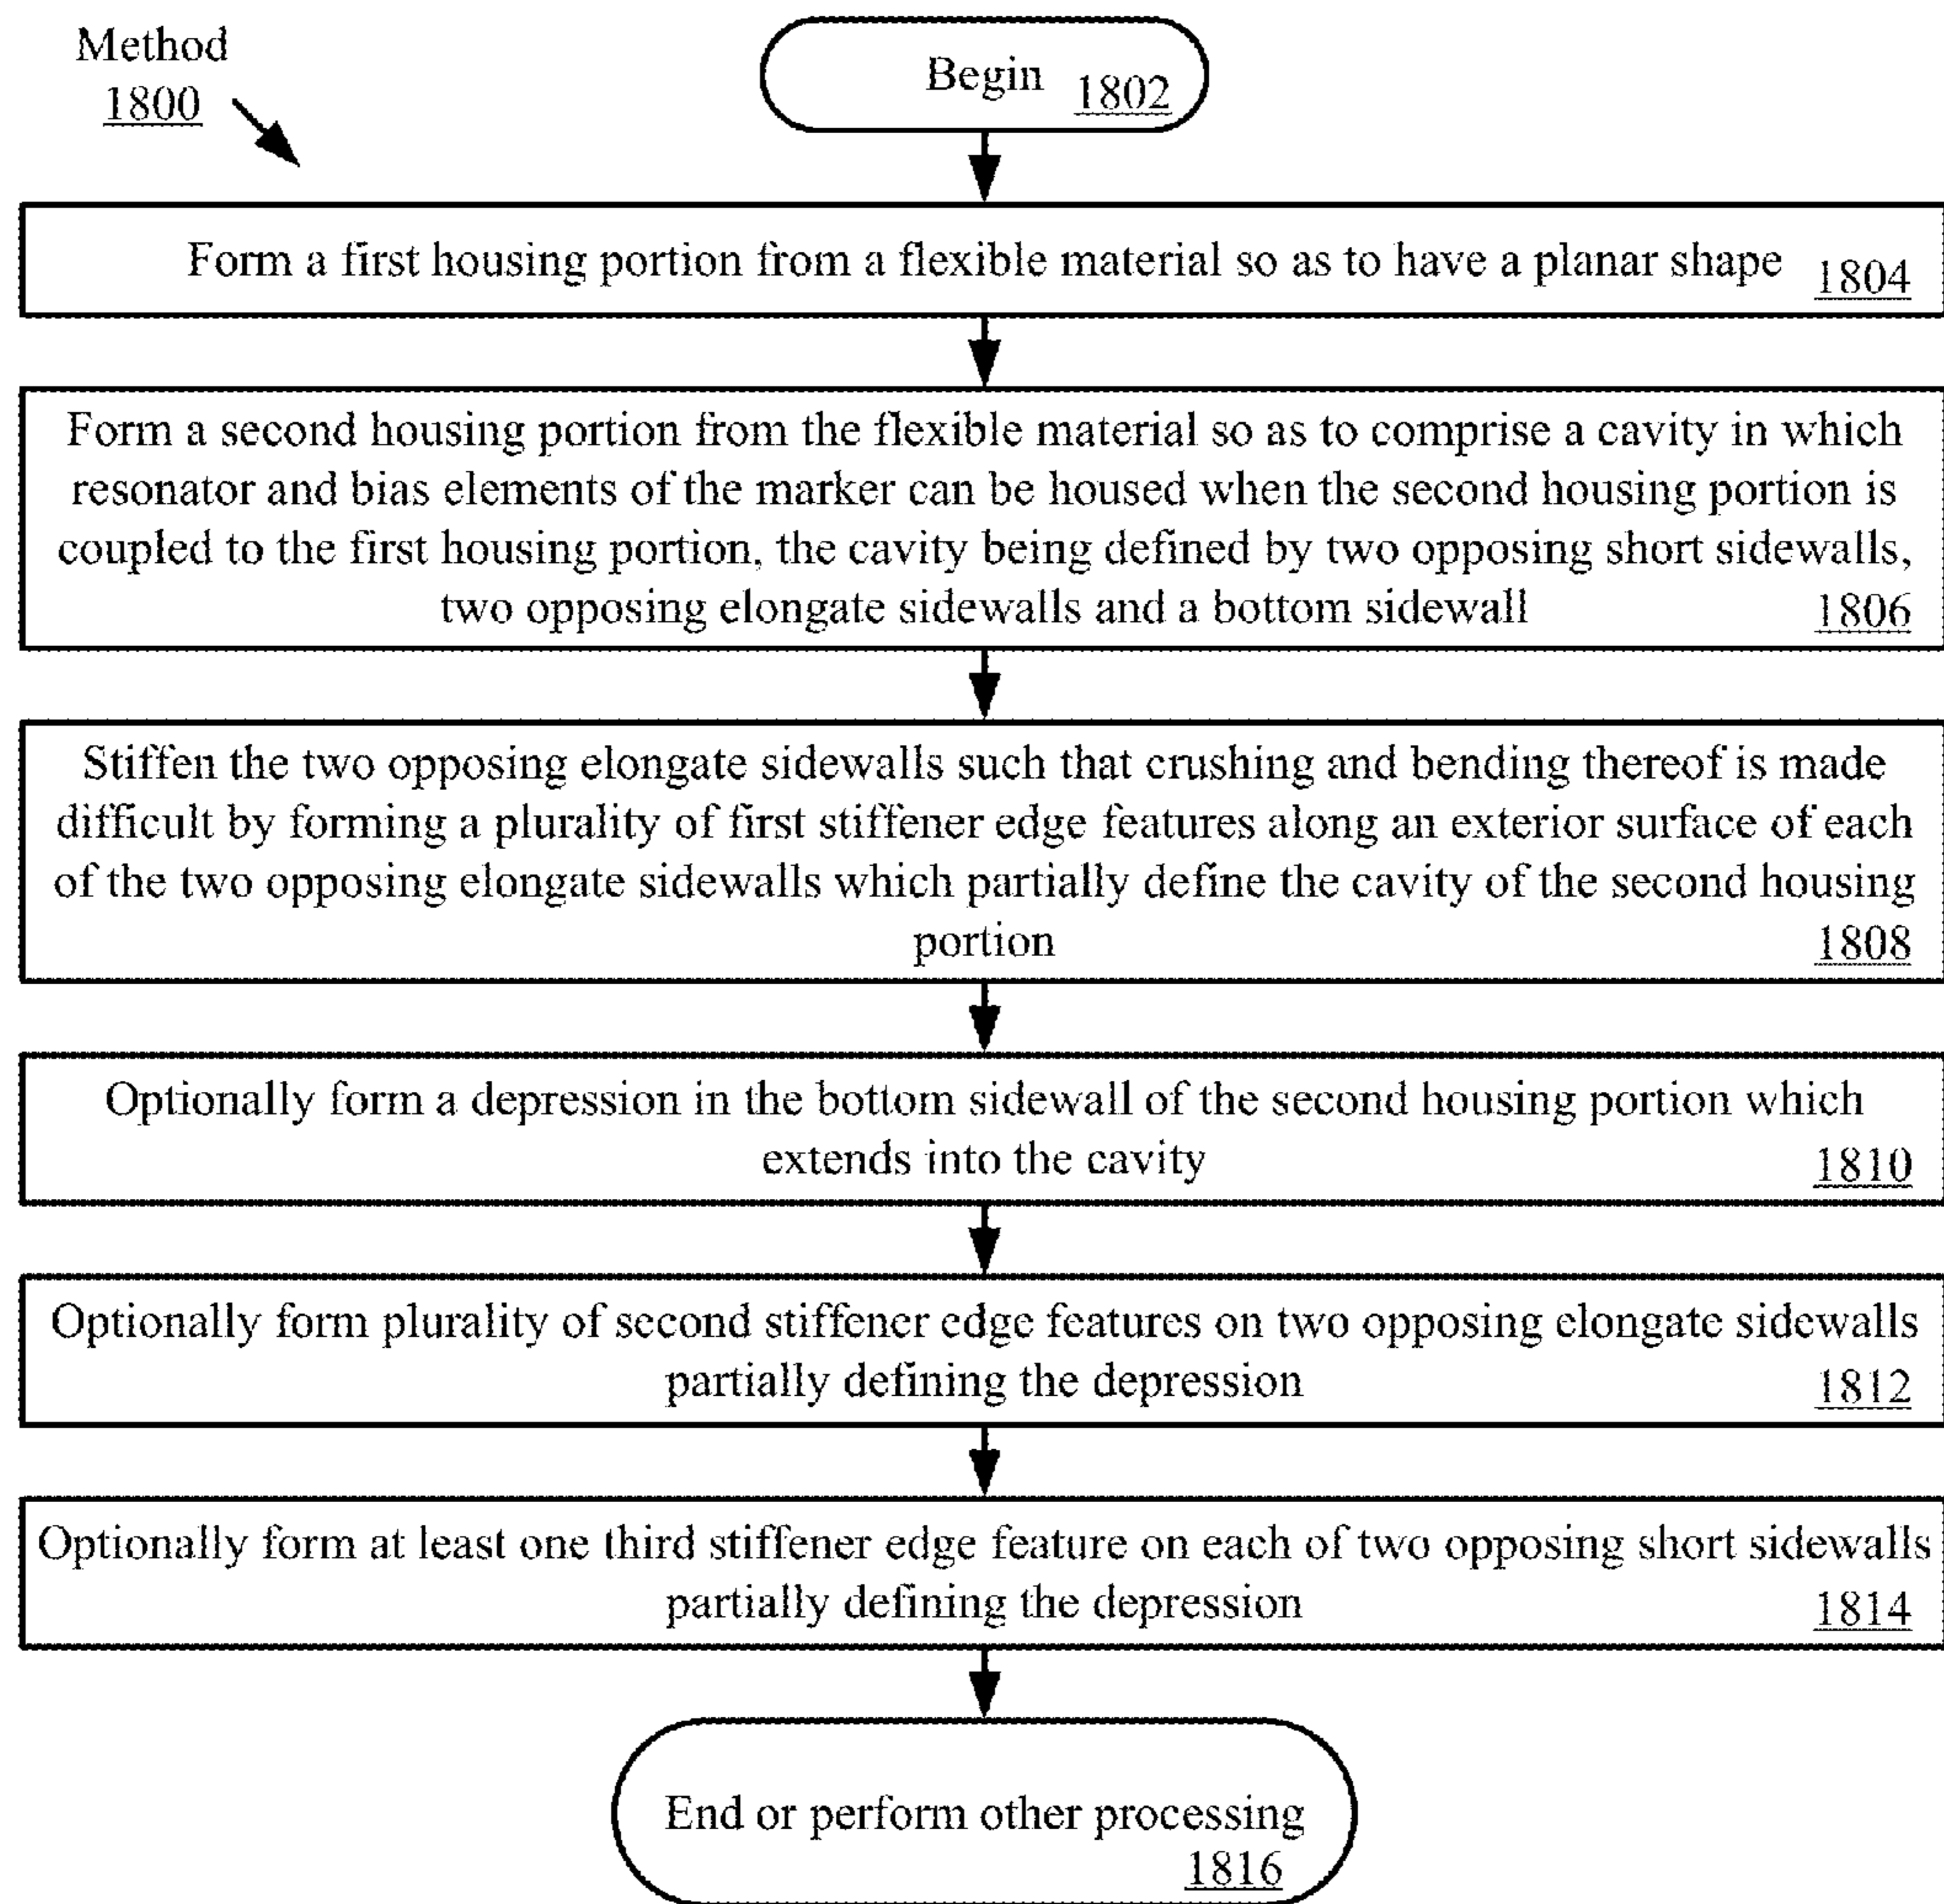 Method
1800
Begin 1802
Form a first housing portion from a flexible material so as to have a planar shape 1804
Form a second housing portion from the flexible material so as to comprise a cavity in which
resonator and bias elements of the marker can be housed when the second housing portion is
coupled to the first housing portion, the cavity being defined by two opposing short sidewalls,
two opposing elongate sidewalls and a bottom sidewall 1806
Stiffen the two opposing elongate sidewalls such that crushing and bending thereof is made
difficult by forming a plurality of first stiffener edge features along an exterior surface of each
of the two opposing elongate sidewalls which partially define the cavity of the second housing
portion 1808
Optionally form a depression in the bottom sidewall of the second housing portion which
extends into the cavity 1810
Optionally form plurality of second stiffener edge features on two opposing elongate sidewalls
partially defining the depression 1812
Optionally form at least one third stiffener edge feature on each of two opposing short sidewalls
partially defining the depression 1814
End or perform other processing
1816